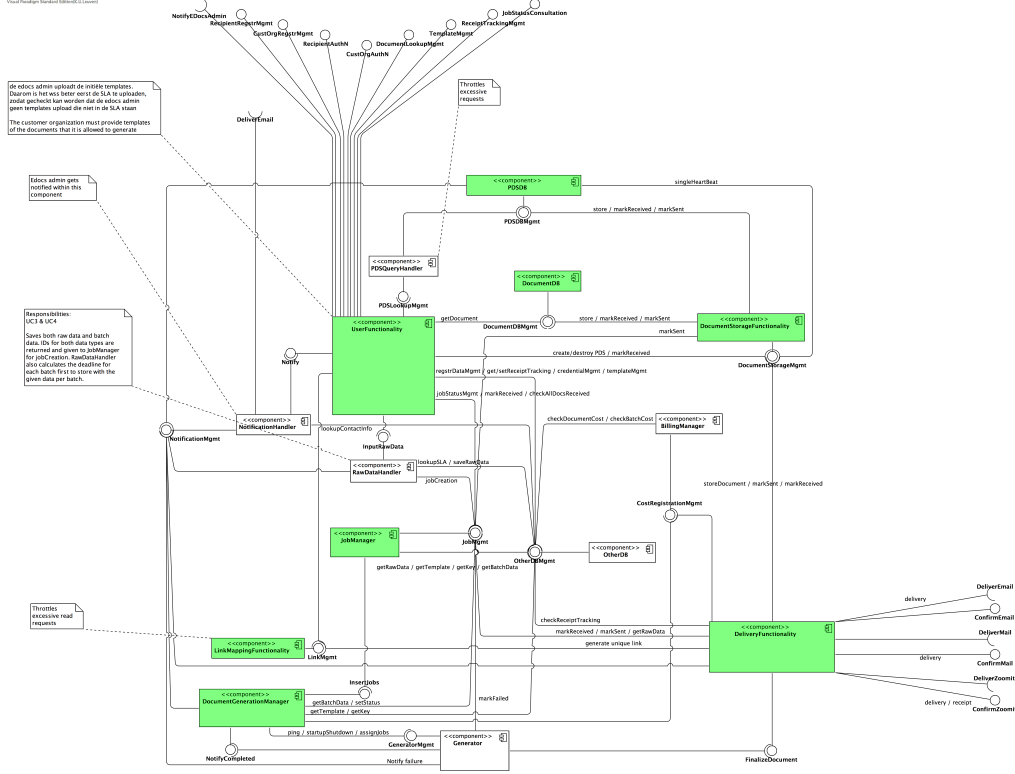 Visual Paradigm Standard Edition(K.U.Leuven)
NotifyEDocsAdmin
RecipientRegistrMgmt
CustOrgRegistrMgmt
RecipientAuthN
CustOrgAuthN
DocumentLookupMgmt
TemplateMgmt
ReceiptTrackingMgmt
JobStatusConsultation
de edocs admin uploadt de initiële templates.
Daarom is het wss beter eerst de SLA te uploaden,
zodat gecheckt kan worden dat de edocs admin
geen templates upload die niet in de SLA staan
The customer organization must provide templates
of the documents that it is allowed to generate
Throttles
excessive
requests
DeliverEmail
Edocs admin gets
notified within this
component
<<component>>
PDSDB
singleHeartBeat
store / markReceived / markSent
PDSDBMgmt
<<component>>
PDSQueryHandler
<<component>>
DocumentDB
PDSLookupMgmt
Responsibilities:
UC3 & UC4
Saves both raw data and batch
data. IDs for both data types are
returned and given to JobManager
for jobCreation. RawDataHandler
also calculates the deadline for
each batch first to store with the
given data per batch.
<<component>>
UserFunctionality
getDocument
DocumentDBMgmt
store / markReceived / markSent
<<component>>
DocumentStorageFunctionality
markSent
Notify
create/destroy PDS / markReceived
DocumentStorageMgmt
regstrDataMgmt / get/setReceiptTracking / credentialMgmt / templateMgmt
jobStatusMgmt / markReceived / checkAllDocsReceived
<<component>>
NotificationHandler
lookupContactInfo
checkDocumentCost / checkBatchCost
<<component>>
BillingManager
NotificationMgmt
InputRawData
<<component>>
RawDataHandler
lookupSLA / saveRawData
jobCreation
storeDocument / markSent / markReceived
CostRegistrationMgmt
<<component>>
JobManager
JobMgmt
OtherDBMgmt
<<component>>
OtherDB
getRawData / getTemplate / getKey / getBatchData
DeliverEmail
delivery
ConfirmEmail
Throttles
excessive read
requests
checkReceiptTracking
<<component>>
DeliveryFunctionality
markReceived / markSent / getRawData
DeliverMail
<<component>>
LinkMappingFunctionality
LinkMgmt
generate unique link
delivery
ConfirmMail
DeliverZoomit
InsertJobs
<<component>>
DocumentGenerationManager
getBatchData / setStatus
markFailed
getTemplate / getKey
delivery / receipt
ConfirmZoomit
ping / startupShutdown / assignJobs
GeneratorMgmt
<<component>>
Generator
NotifyCompleted
Notify failure
FinalizeDocument